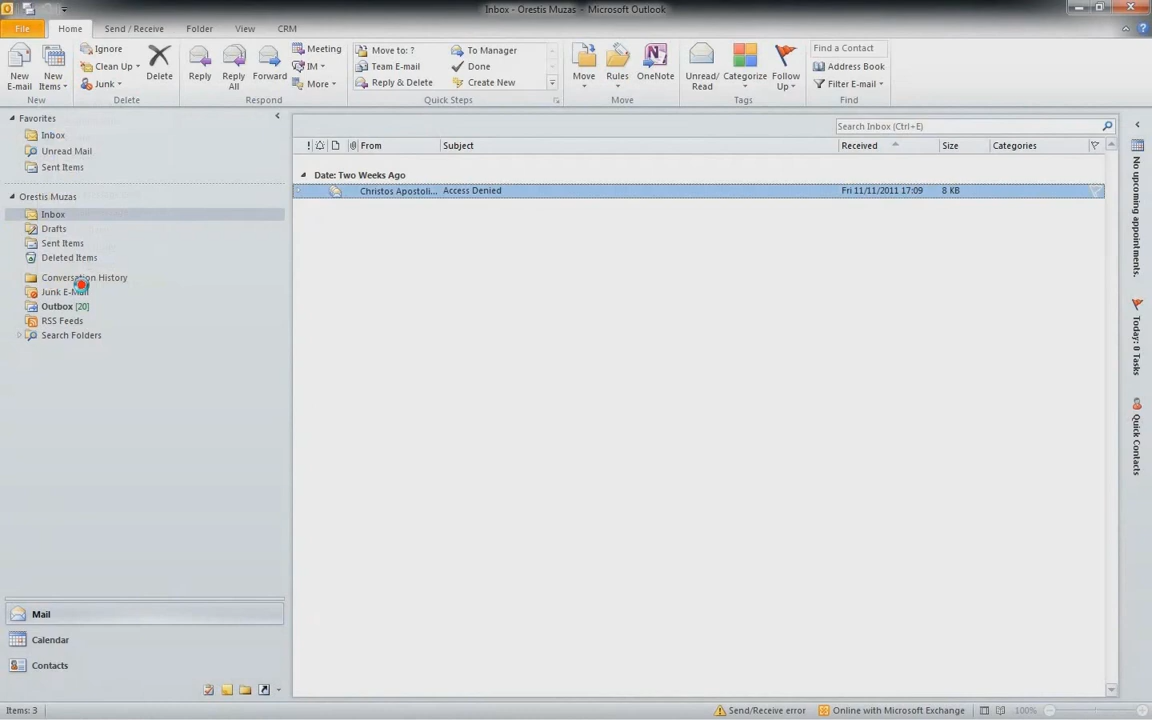 Inbox - Orestis Muzas - Microsoft Outlook
File Home Send / Receive Folder View CRM
New E-mail
New Items
New
Ignore
Clean Up
Junk
Delete
Delete
Reply
Reply All
Forward
Meeting
IM
More
Respond
Move to: ?
Team E-mail
Reply & Delete
To Manager
Done
Create New
Quick Steps
Move
Rules
OneNote
Move
Unread/ Read
Categorize
Follow Up
Tags
Find a Contact
Address Book
Filter E-mail
Find
Favorites
Inbox
Unread Mail
Sent Items
Orestis Muzas
Inbox
Drafts
Sent Items
Deleted Items
Conversation History
Junk E-Mail
Outbox [20]
RSS Feeds
Search Folders
Mail
Calendar
Contacts
Search Inbox (Ctrl+E)
! From Subject Received Size Categories
Date: Two Weeks Ago
Christos Apostoli... Access Denied Fri 11/11/2011 17:09 8 KB
No upcoming appointments.
Today: 0 Tasks
Quick Contacts
Items: 3
Send/Receive error
Online with Microsoft Exchange
100%